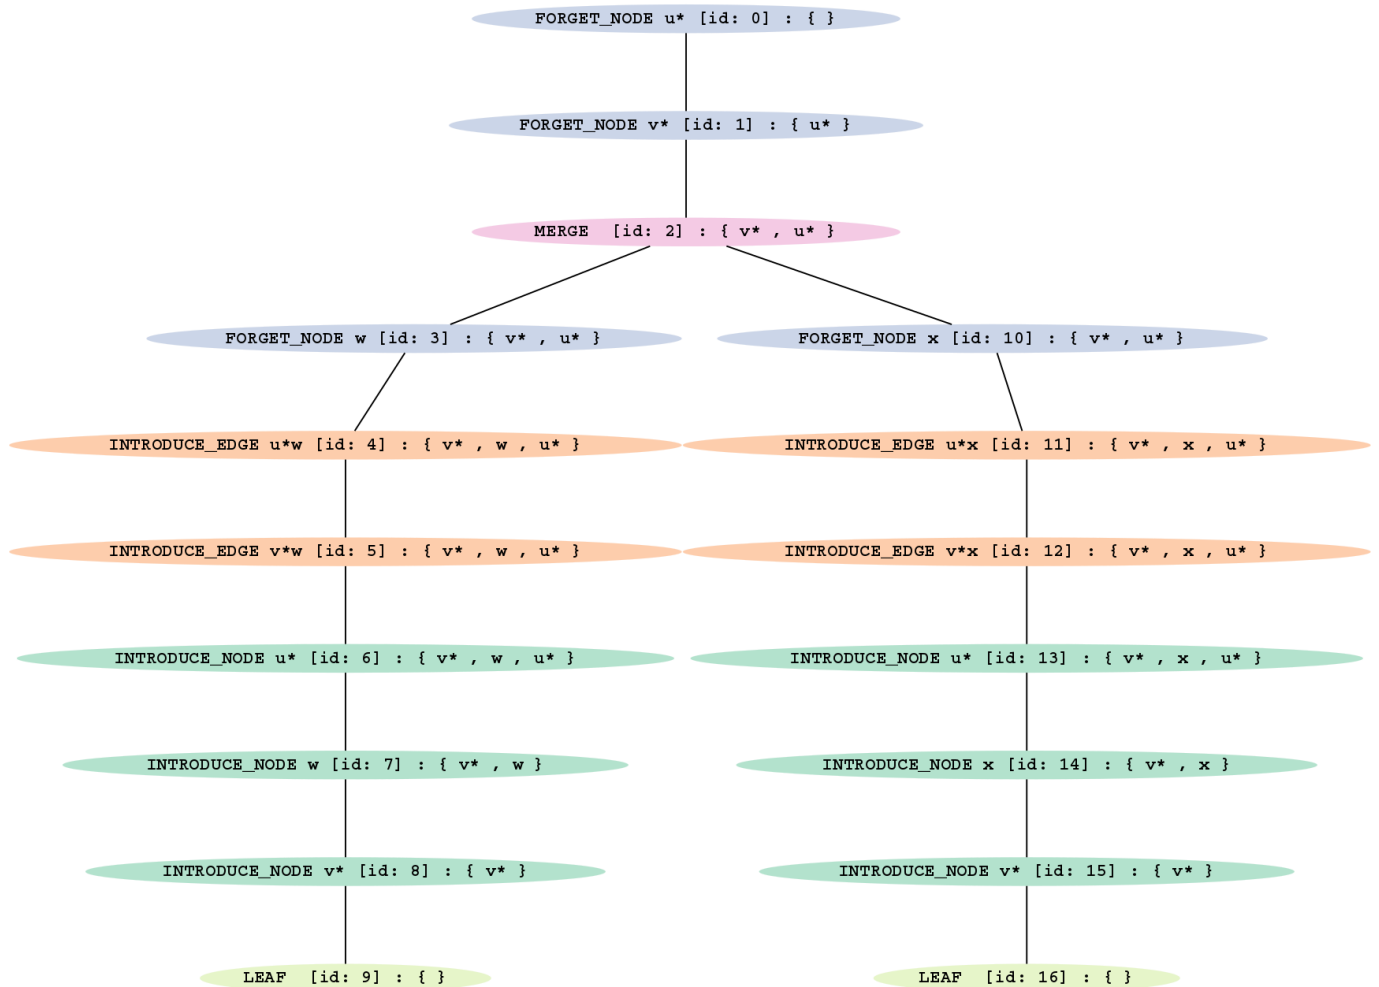 FORGET_NODE u* [id: 0] : { }
FORGET_NODE v* [id: 1] : { u* }
MERGE  [id: 2] : { v* , u* }
FORGET_NODE w [id: 3] : { v* , u* }
FORGET_NODE x [id: 10] : { v* , u* }
INTRODUCE_EDGE u*w [id: 4] : { v* , w , u* }
INTRODUCE_EDGE u*x [id: 11] : { v* , x , u* }
INTRODUCE_EDGE v*w [id: 5] : { v* , w , u* }
INTRODUCE_EDGE v*x [id: 12] : { v* , x , u* }
INTRODUCE_NODE u* [id: 6] : { v* , w , u* }
INTRODUCE_NODE u* [id: 13] : { v* , x , u* }
INTRODUCE_NODE w [id: 7] : { v* , w }
INTRODUCE_NODE x [id: 14] : { v* , x }
INTRODUCE_NODE v* [id: 8] : { v* }
INTRODUCE_NODE v* [id: 15] : { v* }
LEAF  [id: 9] : { }
LEAF  [id: 16] : { }